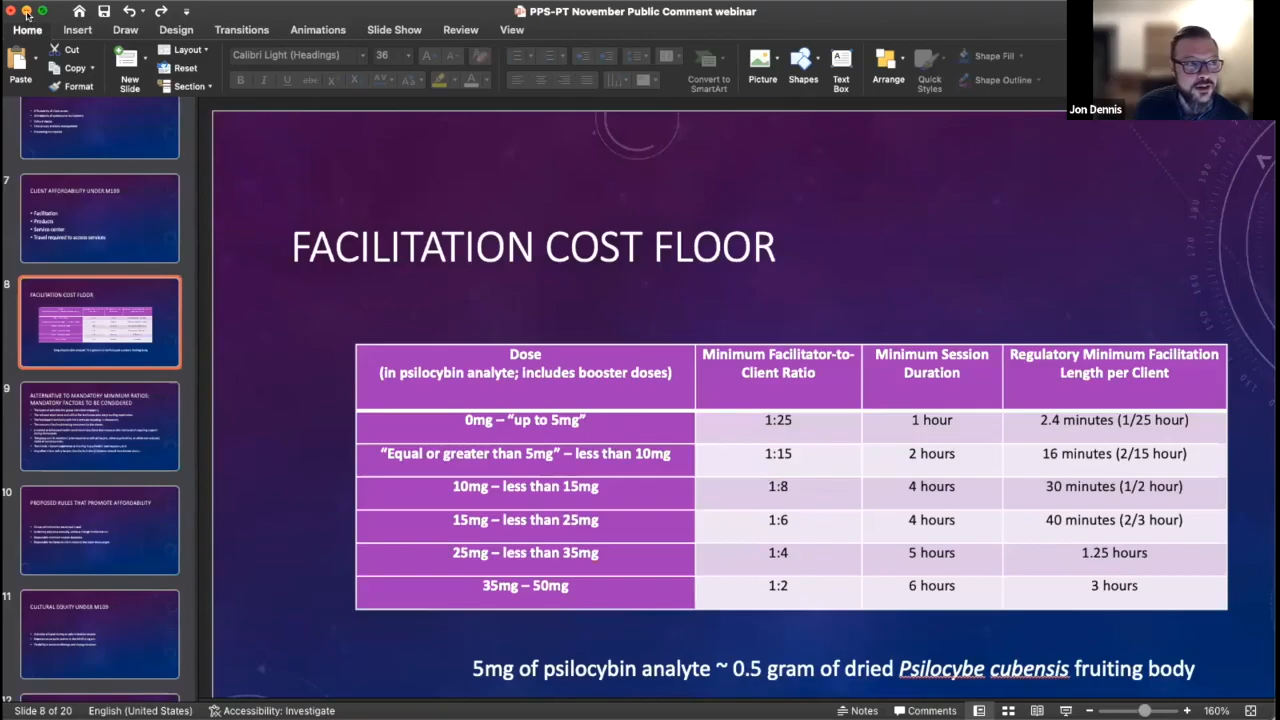 PPS-PT November Public Comment webinar
Home Insert Draw Design Transitions Animations Slide Show Review View
Paste
Cut
Copy
Format
New Slide
Layout
Reset
Section
Calibri Light (Headings) 36
Convert to SmartArt
Picture
Shapes
Text Box
Arrange
Quick Styles
Shape Fill
Shape Outline
Jon Dennis
7
CLIENT AFFORDABILITY UNDER M109
• Facilitation
• Products
• Service center
• Travel required to access services
8
FACILITATION COST FLOOR
9
ALTERNATIVE TO MANDATORY MINIMUM RATIOS:
MANDATORY FACTORS TO BE CONSIDERED
10
PROPOSED RULES THAT PROMOTE AFFORDABILITY
11
CULTURAL EQUITY UNDER M109
12
FACILITATION COST FLOOR
Dose
(in psilocybin analyte; includes booster doses)
Minimum Facilitator-to-
Client Ratio
Minimum Session
Duration
Regulatory Minimum Facilitation
Length per Client
0mg – “up to 5mg” 1:25 1 hour 2.4 minutes (1/25 hour)
“Equal or greater than 5mg” – less than 10mg 1:15 2 hours 16 minutes (2/15 hour)
10mg – less than 15mg 1:8 4 hours 30 minutes (1/2 hour)
15mg – less than 25mg 1:6 4 hours 40 minutes (2/3 hour)
25mg – less than 35mg 1:4 5 hours 1.25 hours
35mg – 50mg 1:2 6 hours 3 hours
5mg of psilocybin analyte ~ 0.5 gram of dried Psilocybe cubensis fruiting body
Slide 8 of 20 English (United States) Accessibility: Investigate Notes Comments 160%